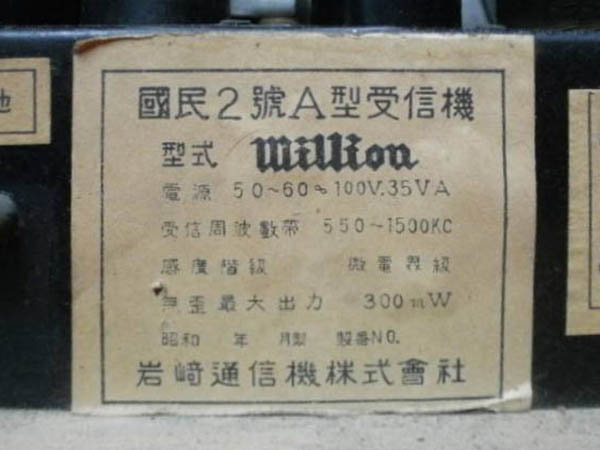 國民2號A型受信機
型式 Million
電源 50~60∿100V.35VA
受信周波數帶 550~1500KC
感度階級 微電界級
無歪最大出力 300mW
昭和 年 月製 製番NO.
岩崎通信機株式會社
地